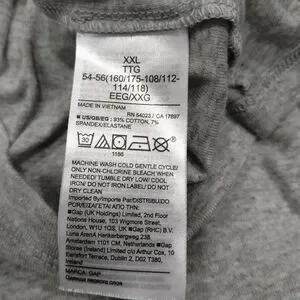 XXL
TTG
54-56(160/175-108/112-
114/118)
EEG/XXG
MADE IN VIETNAM
RN 54023 / CA 17897
■ US/GB/EG : 93% COTTON, 7%
SPANDEX/ELASTANE
30
1186
MACHINE WASH COLD GENTLE CYCLE/
ONLY NON-CHLORINE BLEACH WHEN
NEEDED/TUMBLE DRY LOW/COOL
IRON/ DO NOT IRON LABEL/ DO NOT
DRY CLEAN
Imported By/Importe Par/DISTRIBUIDO
■Gap (UK Holdings) Limited, 2nd Floor
Nations House, 103 Wigmore
Street, London, W1U 1QS, UK ■(GAP) RHC B.V.
Luna ArenA Herikerbergweg 238
Amsterdam 1101 CM, Netherlands ■Gap
Stores (Ireland) Limited c/o Arthur Cox, 10
Earlsfort Terrace, Dublin 2, D02 T380,
Ireland
MARCA: GAP